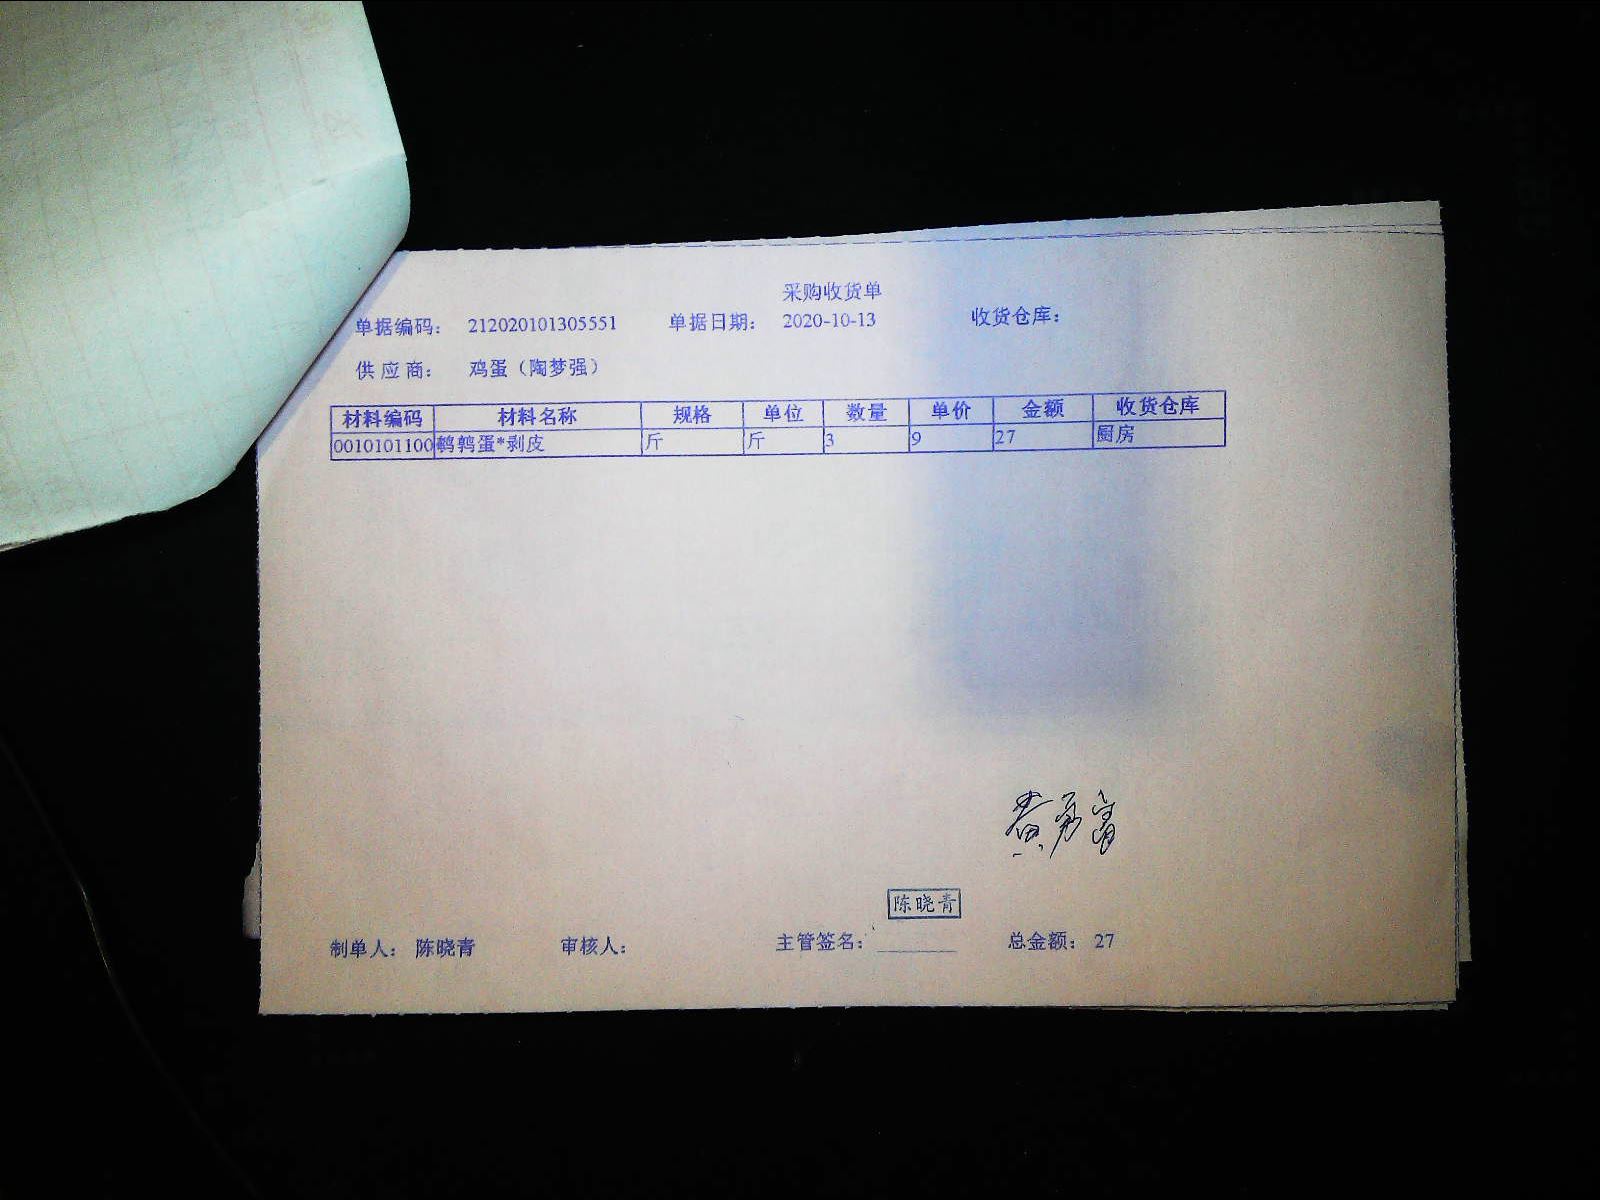 采购收货单
单据编码： 212020101305551 单据日期： 2020-10-13 收货仓库：
供应商： 鸡蛋（陶梦强）
材料编码 材料名称 规格 单位 数量 单价 金额 收货仓库
0010101100 鹌鹑蛋*剥皮 斤 斤 3 9 27 厨房
陈晓青
制单人： 陈晓青 审核人： 主管签名： 总金额： 27